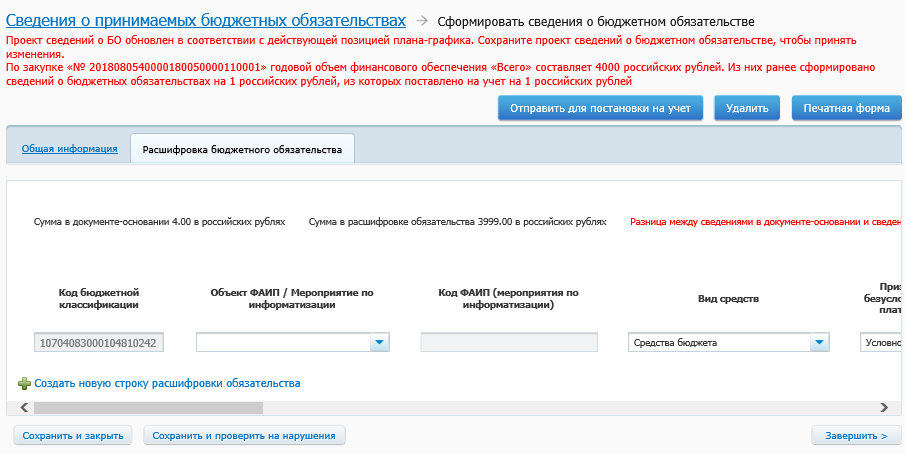 Сведения о принимаемых бюджетных обязательствах → Сформировать сведения о бюджетном обязательстве
Проект сведений о БО обновлен в соответствии с действующей позицией плана-графика. Сохраните проект сведений о бюджетном обязательстве, чтобы принять
изменения.
По закупке «№ 201808054000018005000110001» годовой объем финансового обеспечения «Всего» составляет 4000 российских рублей. Из них ранее сформировано
сведений о бюджетных обязательствах на 1 российских рублей, из которых поставлено на учет на 1 российских рублей
Отправить для постановки на учет Удалить Печатная форма
Общая информация Расшифровка бюджетного обязательства
Сумма в документе-основании 4.00 в российских рублях Сумма в расшифровке обязательства 3999.00 в российских рублях Разница между сведениями в документе-основании и сведен
Код бюджетной
классификации
Объект ФАИП / Мероприятие по
информатизации
Код ФАИП (мероприятия по
информатизации)
Вид средств
Приз
безусло
плат
10704083000104810242 Средства бюджета Условно
Создать новую строку расшифровки обязательства
Сохранить и закрыть Сохранить и проверить на нарушения Завершить >